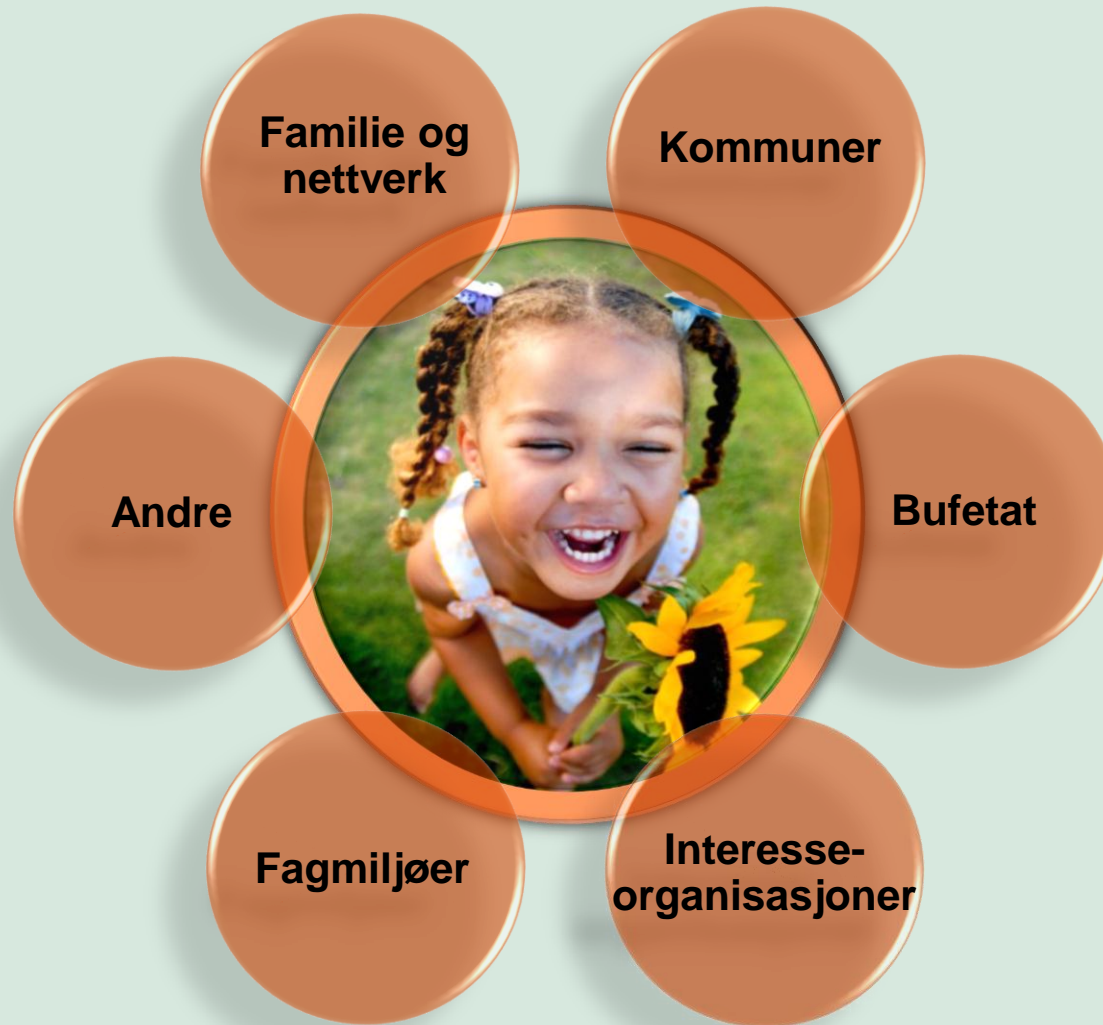 Familie og
nettverk
Kommuner
Andre
Bufetat
Fagmiljøer
Interesse-
organisasjoner